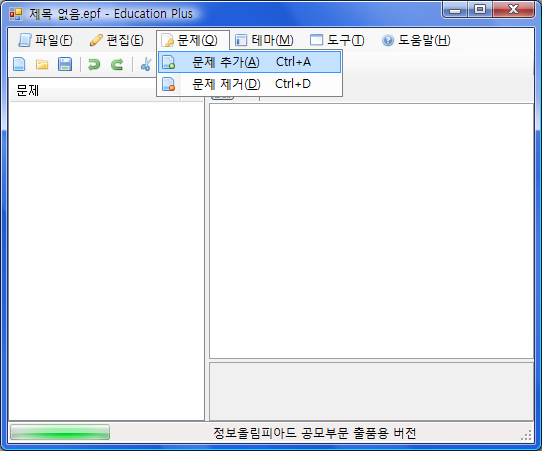 제목 없음.epf - Education Plus
파일(F) 편집(E) 문제(Q) 테마(M) 도구(T) 도움말(H)
문제 추가(A) Ctrl+A
문제 제거(D) Ctrl+D
문제
정보올림피아드 공모부문 출품용 버전